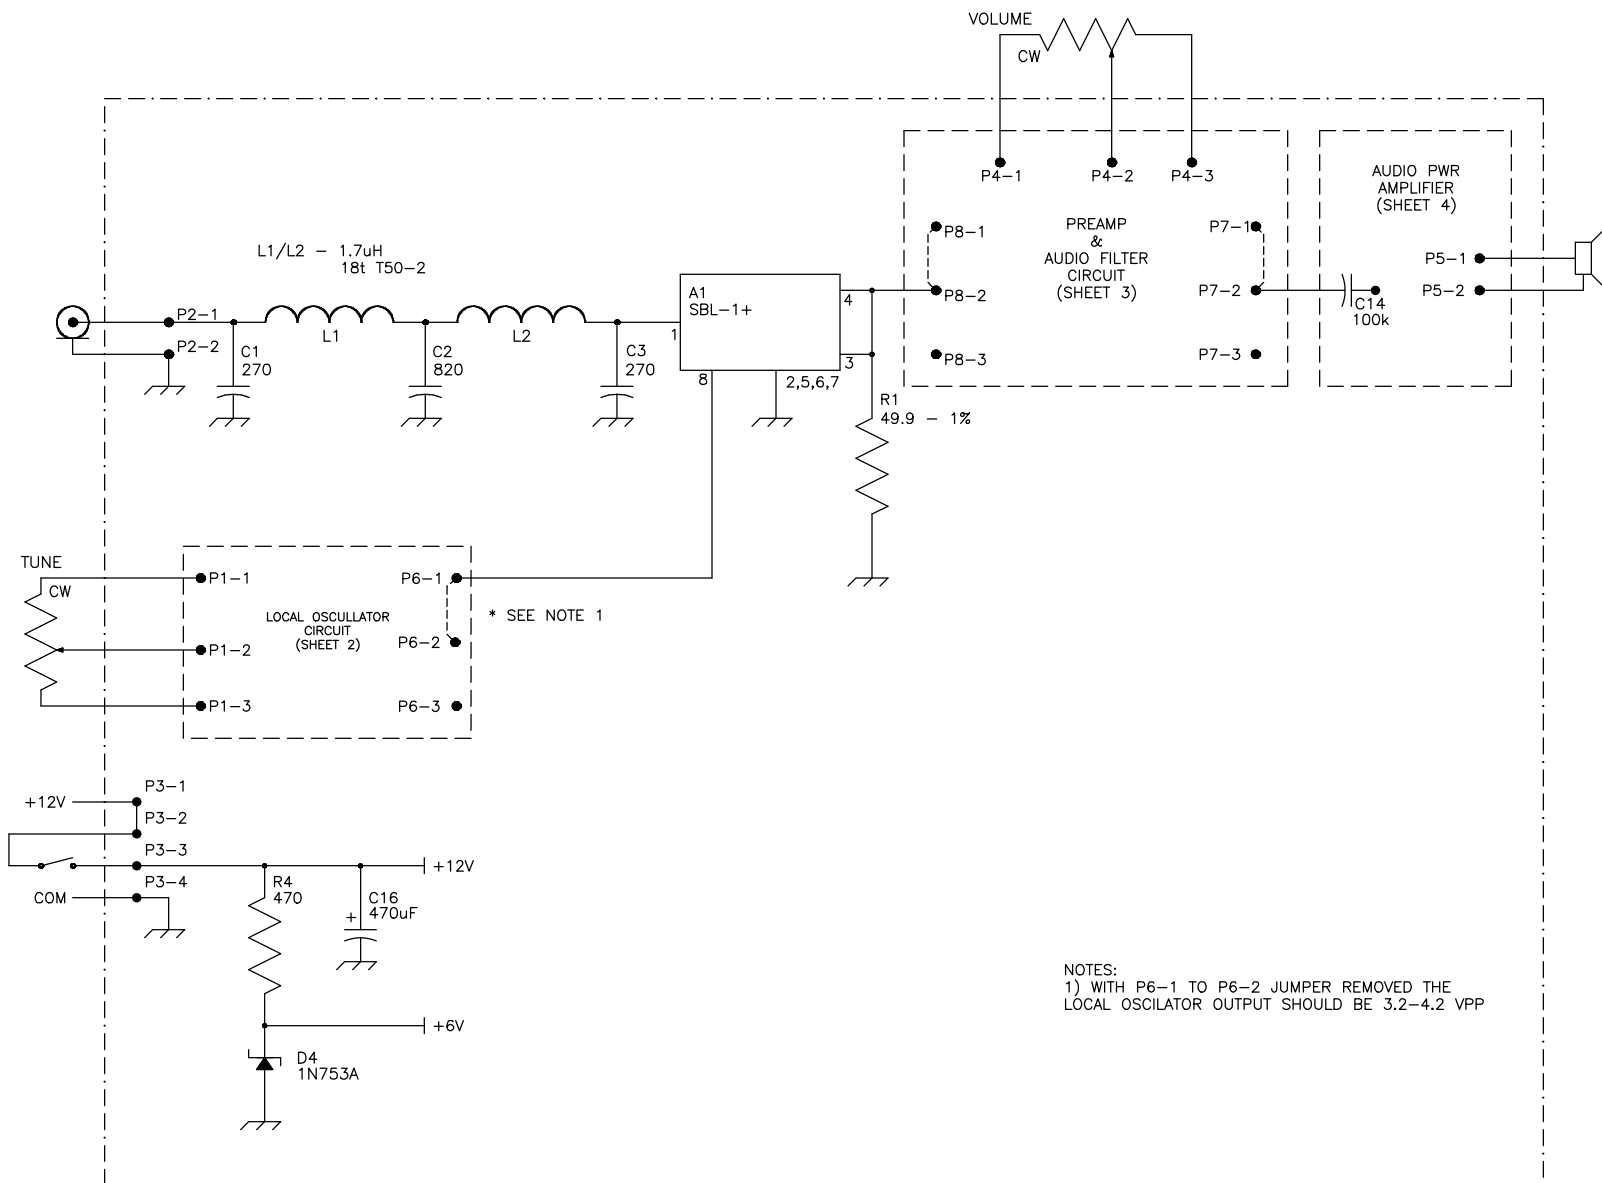 VOLUME
CW
P4-1
P4-2
P4-3
AUDIO PWR
AMPLIFIER
(SHEET 4)
P8-1
PREAMP
&
AUDIO FILTER
CIRCUIT
(SHEET 3)
P7-1
L1/L2 - 1.7uH
18t T50-2
P5-1
A1
SBL-1+
4
P8-2
P7-2
P5-2
C14
100k
P2-1
1
L1
L2
P2-2
C1
270
C2
820
C3
270
3
P8-3
P7-3
8
2,5,6,7
R1
49.9 - 1%
TUNE
CW
P1-1
P6-1
LOCAL OSCULLATOR
CIRCUIT
(SHEET 2)
* SEE NOTE 1
P1-2
P6-2
P1-3
P6-3
P3-1
+12V
P3-2
P3-3
+12V
P3-4
COM
R4
470
C16
470uF
+
NOTES:
1) WITH P6-1 TO P6-2 JUMPER REMOVED THE
LOCAL OSCILATOR OUTPUT SHOULD BE 3.2-4.2 VPP
+6V
D4
1N753A